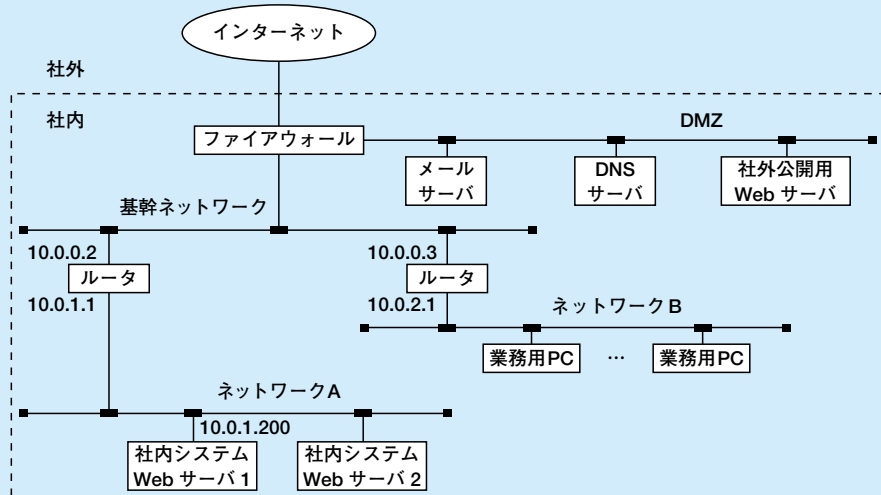 インターネット
社外
社内
ファイアウォール
DMZ
メール
サーバ
DNS
サーバ
社外公開用
Web サーバ
基幹ネットワーク
10.0.0.2
ルータ
10.0.1.1
10.0.0.3
ルータ
10.0.2.1
ネットワーク B
業務用PC
…
業務用PC
ネットワークA
10.0.1.200
社内システム
Web サーバ 1
社内システム
Web サーバ 2